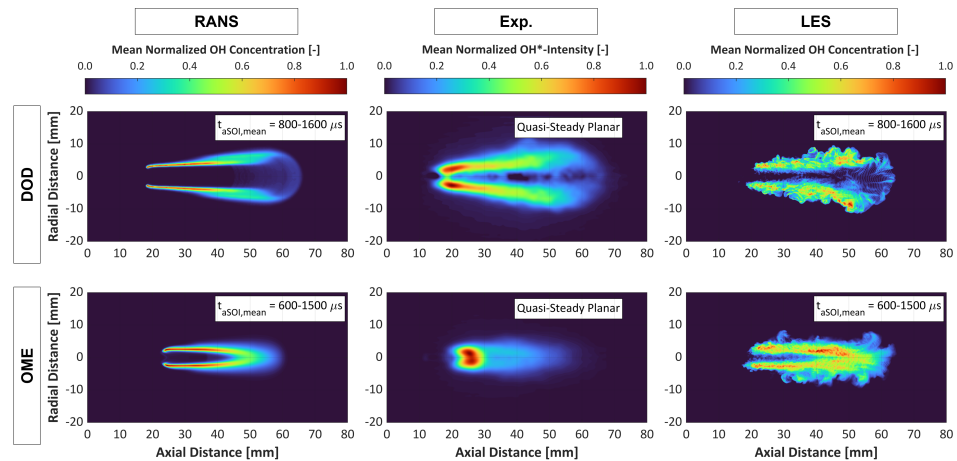 RANS
Exp.
LES
Mean Normalized OH Concentration [-]
Mean Normalized OH*-Intensity [-]
Mean Normalized OH Concentration [-]
0.0 0.2 0.4 0.6 0.8 1.0
0.0 0.2 0.4 0.6 0.8 1.0
0.0 0.2 0.4 0.6 0.8 1.0
DOD
Radial Distance [mm]
20
10
0
-10
-20
t_aSOI,mean = 800-1600 μs
0 10 20 30 40 50 60 70 80
20
10
0
-10
-20
Quasi-Steady Planar
0 10 20 30 40 50 60 70 80
20
10
0
-10
-20
t_aSOI,mean = 800-1600 μs
0 10 20 30 40 50 60 70 80
OME
Radial Distance [mm]
20
10
0
-10
-20
t_aSOI,mean = 600-1500 μs
0 10 20 30 40 50 60 70 80
Axial Distance [mm]
20
10
0
-10
-20
Quasi-Steady Planar
0 10 20 30 40 50 60 70 80
Axial Distance [mm]
20
10
0
-10
-20
t_aSOI,mean = 600-1500 μs
0 10 20 30 40 50 60 70 80
Axial Distance [mm]